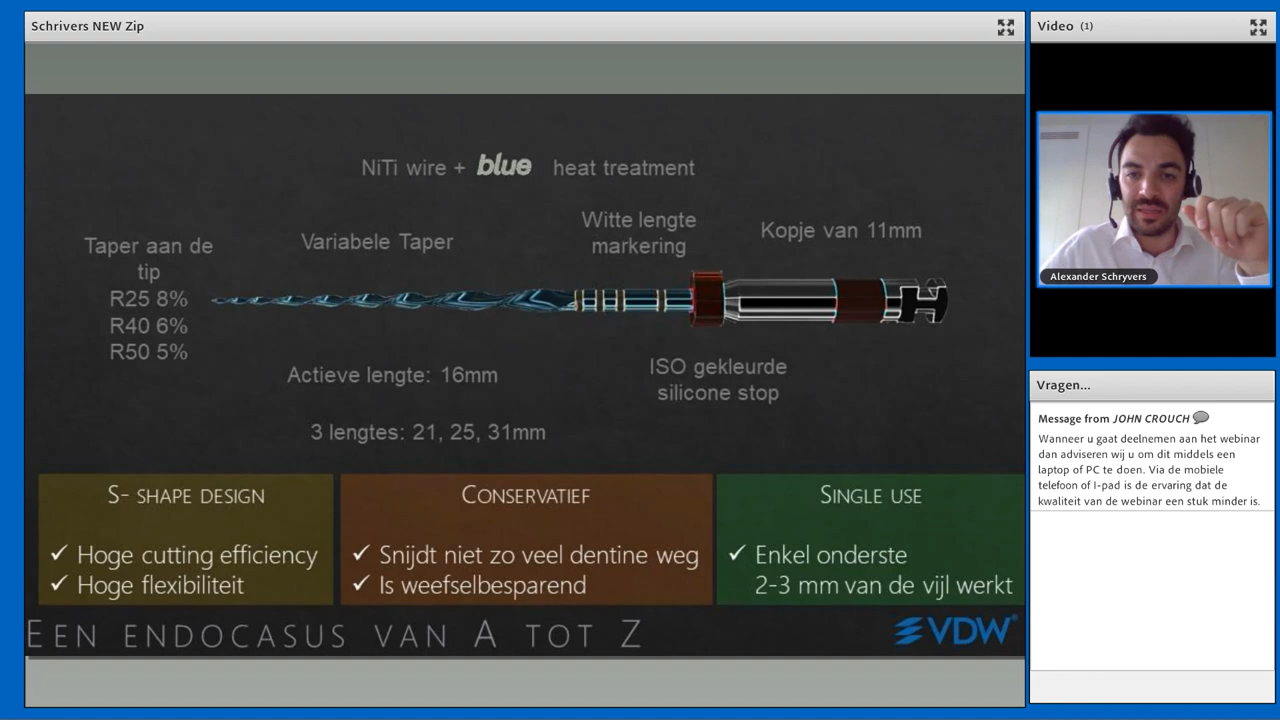 Schrivers NEW Zip
NiTi wire + blue heat treatment
Taper aan de
tip
R25 8%
R40 6%
R50 5%
Variabele Taper
Witte lengte
markering
Kopje van 11mm
Actieve lengte: 16mm
ISO gekleurde
silicone stop
3 lengtes: 21, 25, 31mm
S- SHAPE DESIGN
✓ Hoge cutting efficiency
✓ Hoge flexibiliteit
CONSERVATIEF
✓ Snijdt niet zo veel dentine weg
✓ Is weefselbesparend
SINGLE USE
✓ Enkel onderste
2-3 mm van de vijl werkt
EEN ENDOCASUS VAN A TOT Z
VDW®
Video (1)
Alexander Schryvers
Vragen...
Message from JOHN CROUCH
Wanneer u gaat deelnemen aan het webinar
dan adviseren wij u om dit middels een
laptop of PC te doen. Via de mobiele
telefoon of I-pad is de ervaring dat de
kwaliteit van de webinar een stuk minder is.